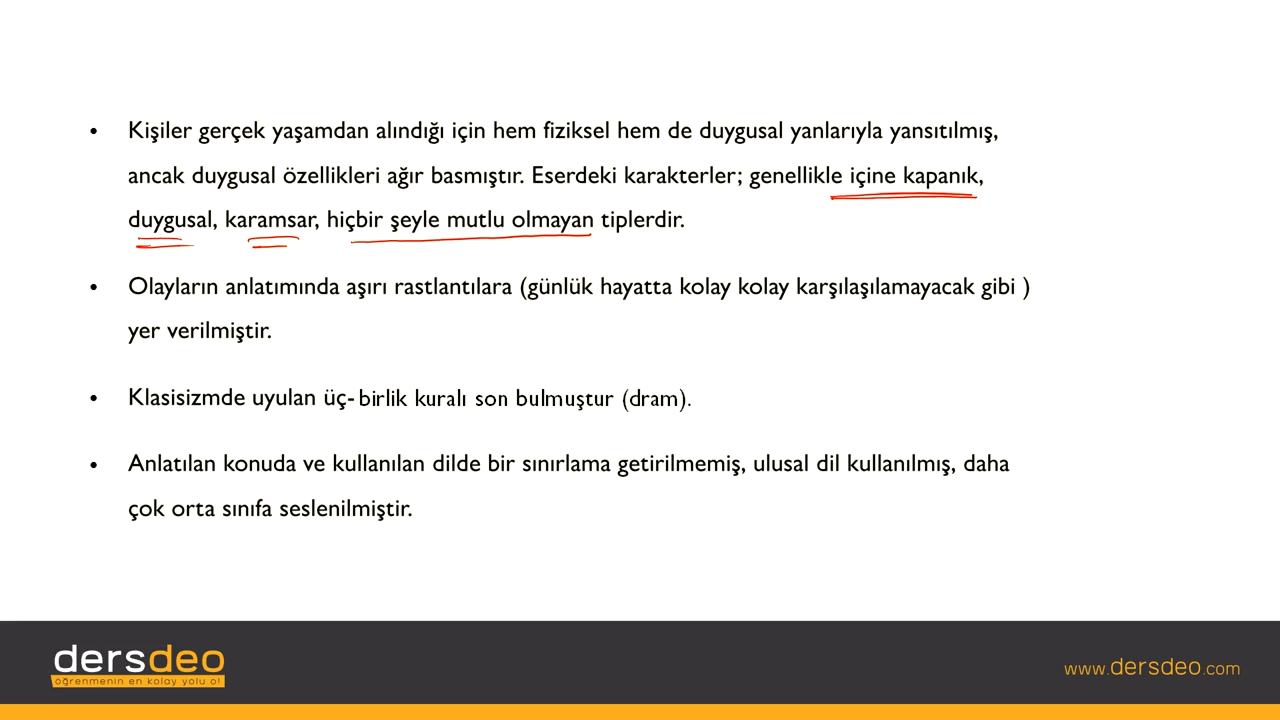 • Kişiler gerçek yaşamdan alındığı için hem fiziksel hem de duygusal yanlarıyla yansıtılmış,
ancak duygusal özellikleri ağır basmıştır. Eserdeki karakterler; genellikle içine kapanık,
duygusal, karamsar, hiçbir şeyle mutlu olmayan tiplerdir.
• Olayların anlatımında aşırı rastlantılara (günlük hayatta kolay kolay karşılaşılamayacak gibi )
yer verilmiştir.
• Klasisizmde uyulan üç-birlik kuralı son bulmuştur (dram).
• Anlatılan konuda ve kullanılan dilde bir sınırlama getirilmemiş, ulusal dil kullanılmış, daha
çok orta sınıfa seslenilmiştir.
dersdeo
öğrenmenin en kolay yolu o!
www.dersdeo.com